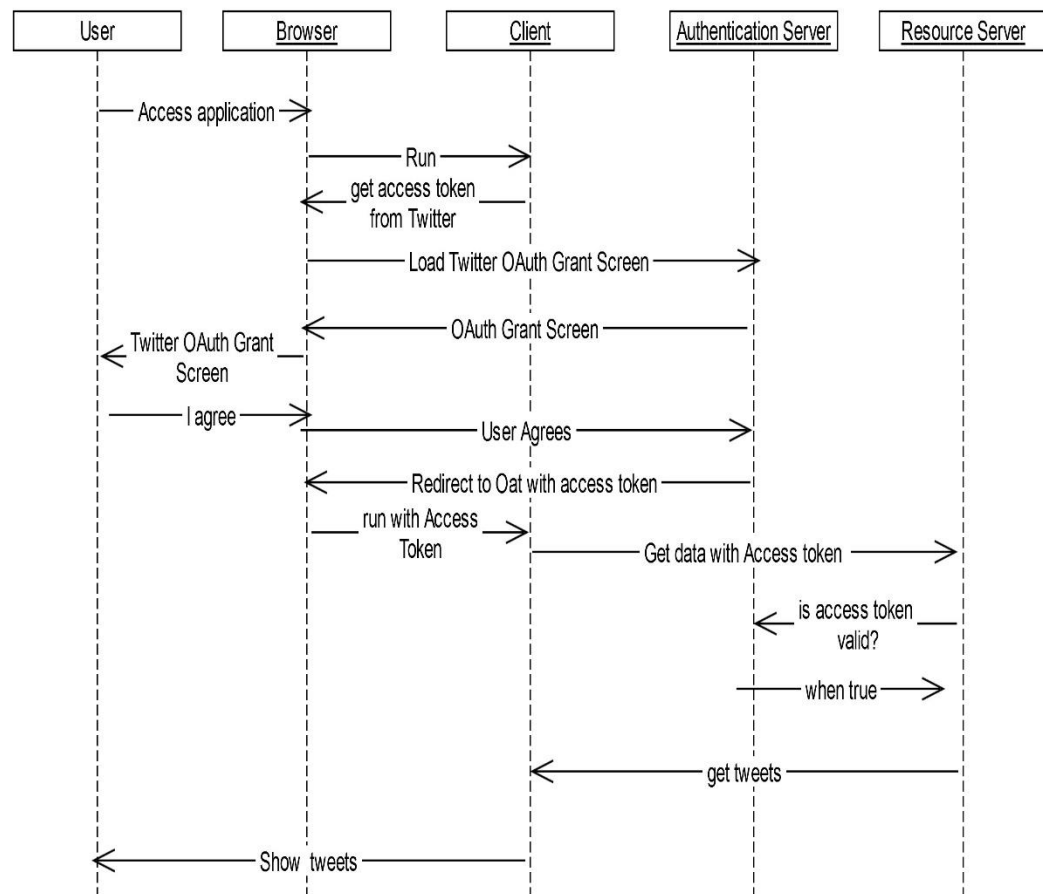 User
Browser
Client
Authentication Server
Resource Server
Access application
Run
get access token
from Twitter
Load Twitter OAuth Grant Screen
OAuth Grant Screen
Twitter OAuth Grant
Screen
I agree
User Agrees
Redirect to Oat with access token
run with Access
Token
Get data with Access token
is access token
valid?
when true
get tweets
Show tweets